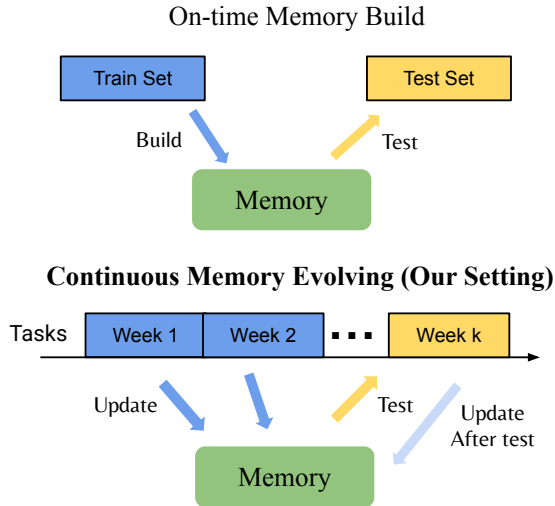 On-time Memory Build
Train Set
Test Set
Build
Test
Memory
Continuous Memory Evolving (Our Setting)
Tasks
Week 1
Week 2
...
Week k
Update
Test
Update
After test
Memory